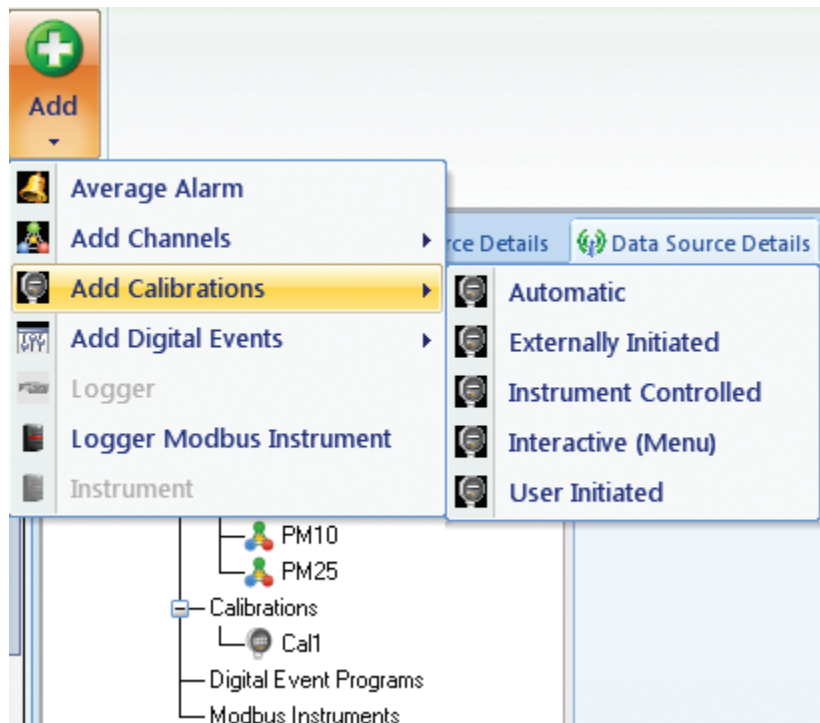 Add
Average Alarm
Add Channels
Add Calibrations
Add Digital Events
Logger
Logger Modbus Instrument
Instrument
Details
Data Source Details
Automatic
Externally Initiated
Instrument Controlled
Interactive (Menu)
User Initiated
PM10
PM25
Calibrations
Cal1
Digital Event Programs
Modbus Instruments